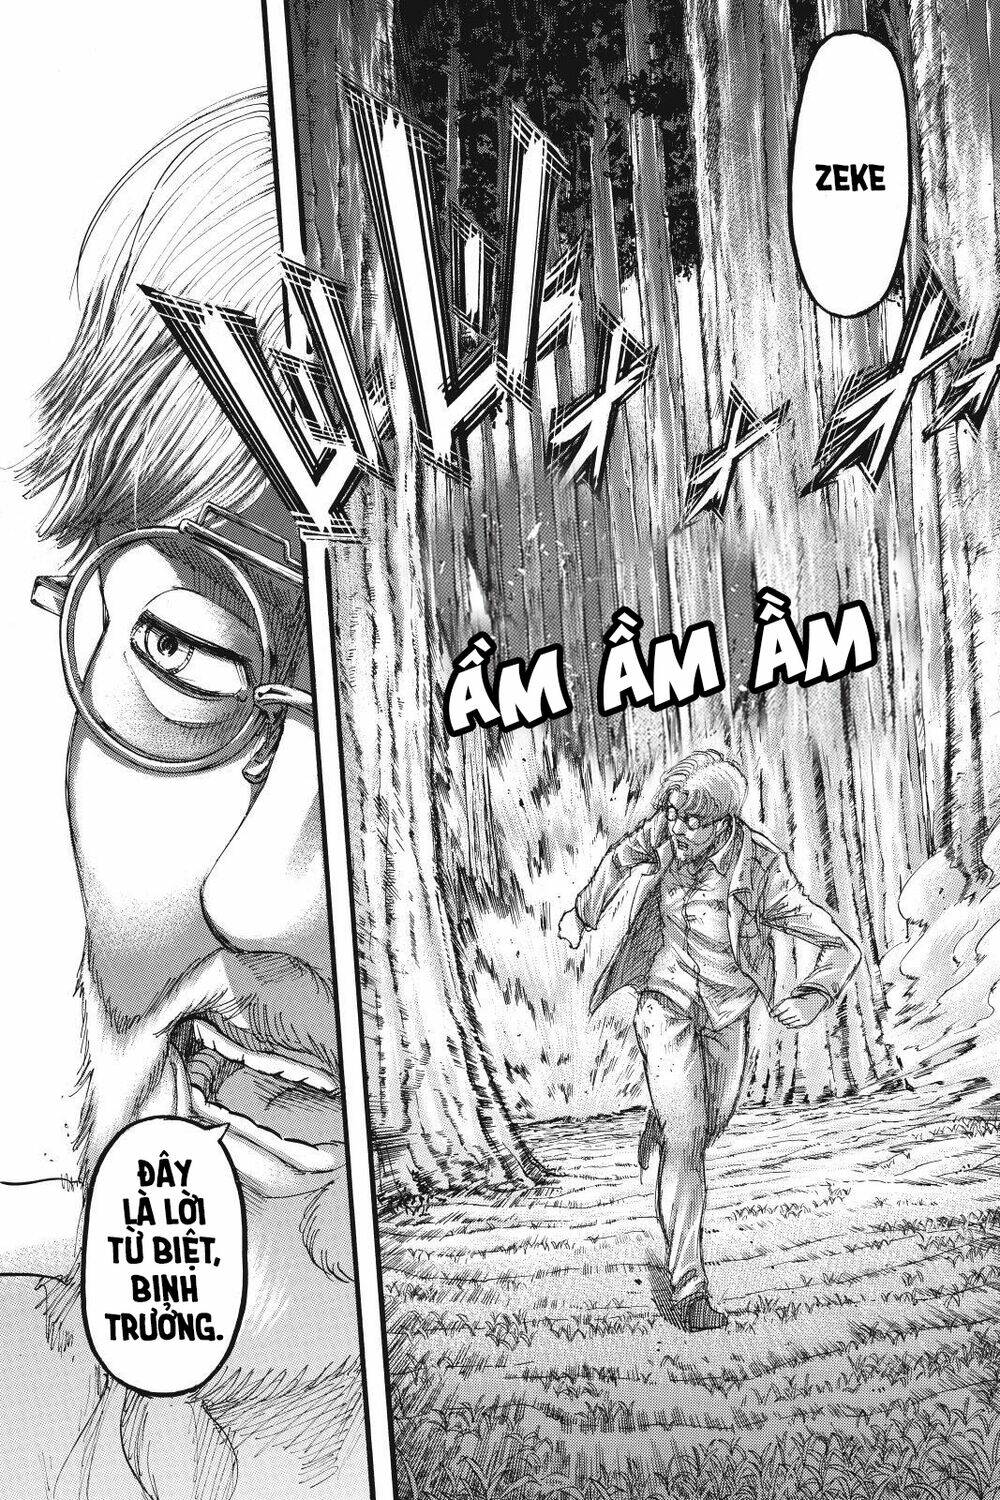 ZEKE
ẦM ẦM ẦM
ĐÂY
LÀ LỜI
TỪ BIỆT,
BINH
TRƯỞNG.